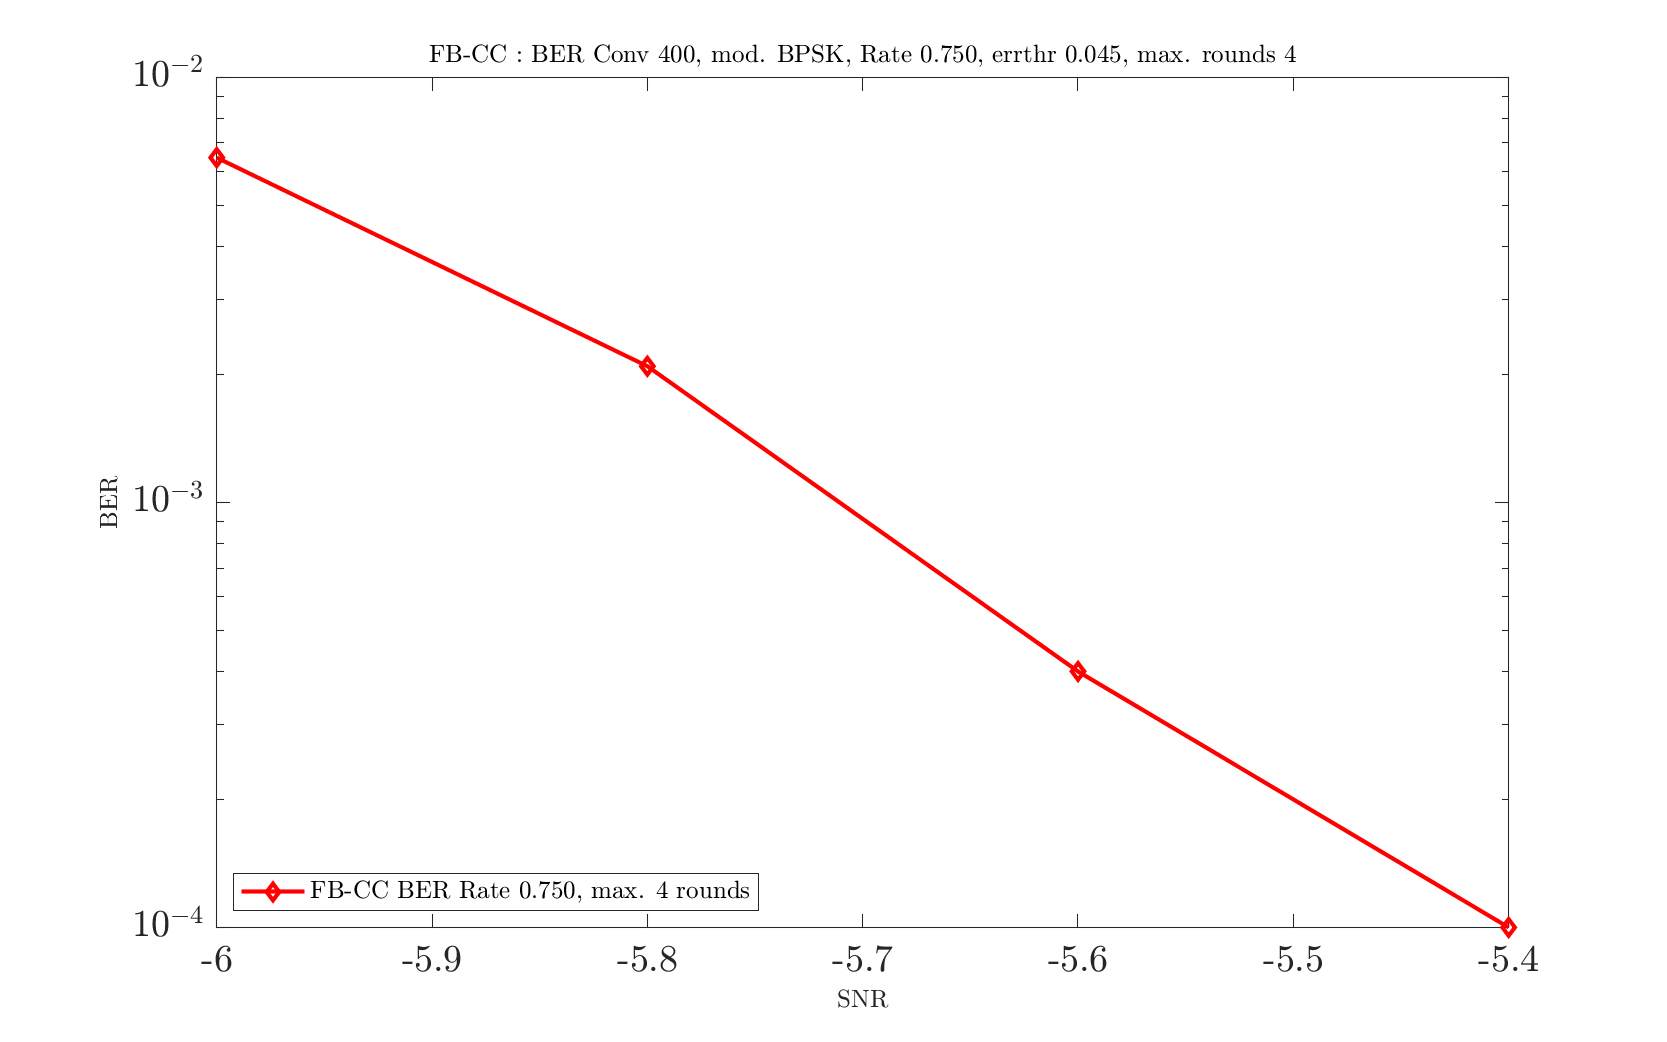 FB-CC : BER Conv 400, mod. BPSK, Rate 0.750, errthr 0.045, max. rounds 4
10⁻²
10⁻³
10⁻⁴
BER
FB-CC BER Rate 0.750, max. 4 rounds
-6 -5.9 -5.8 -5.7 -5.6 -5.5 -5.4
SNR